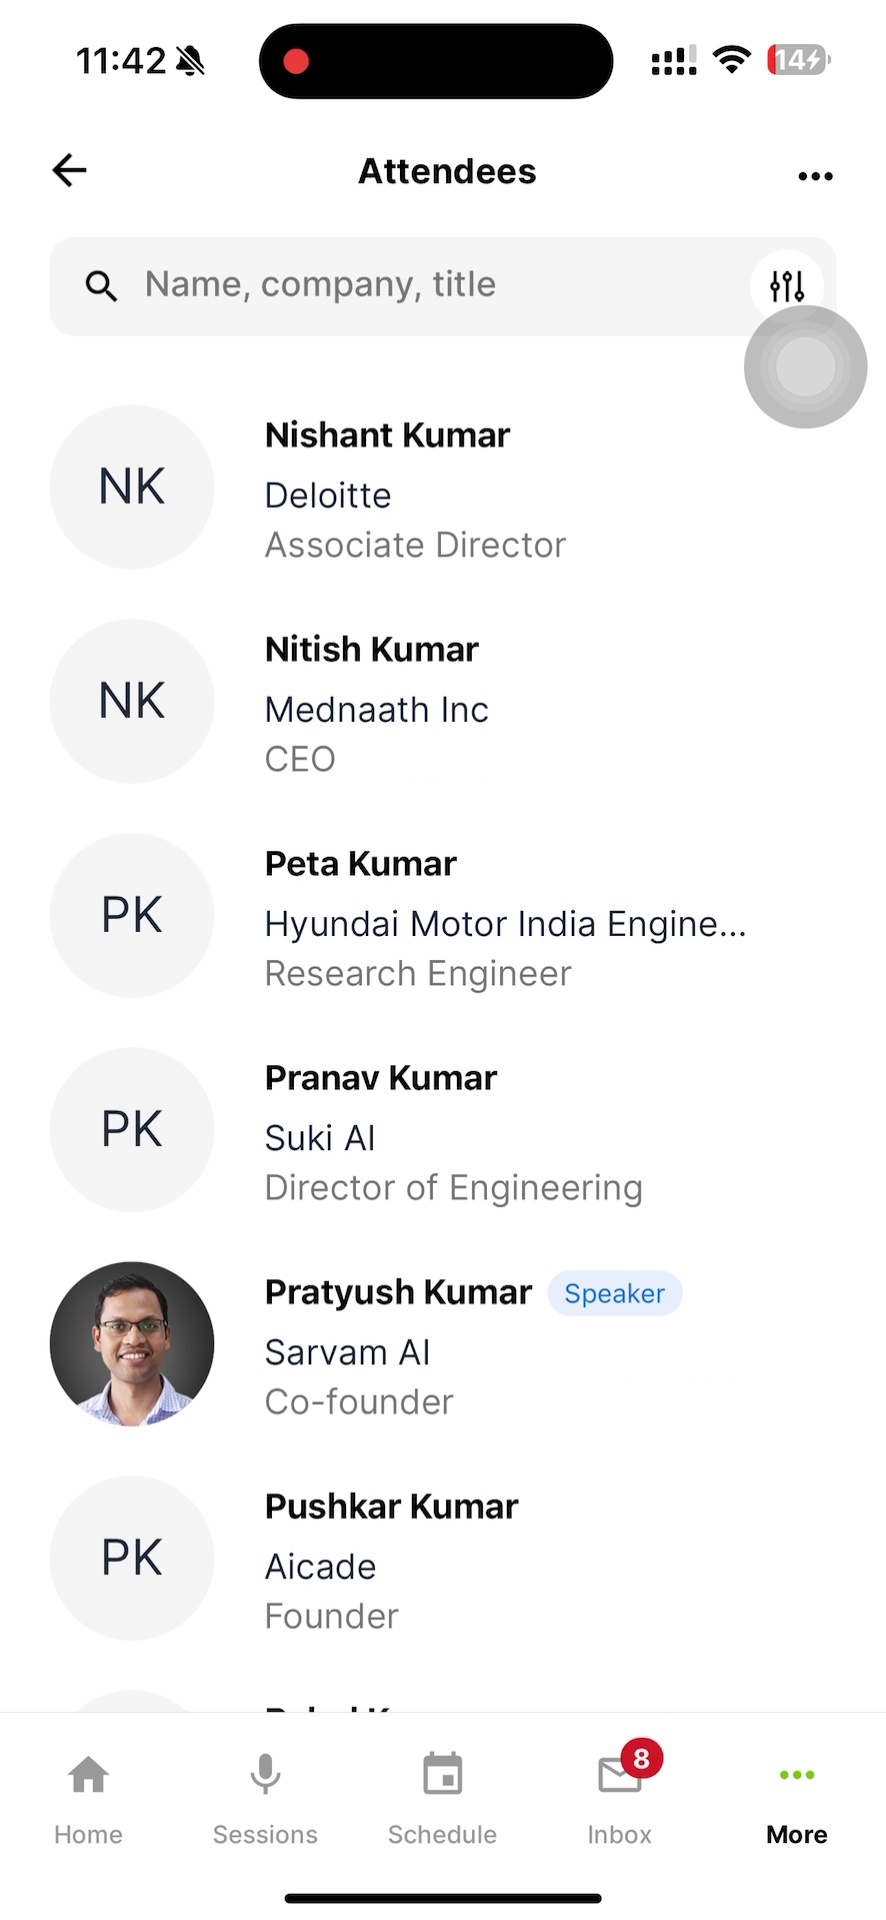 11:42
14
Attendees
Name, company, title
NK
Nishant Kumar
Deloitte
Associate Director
NK
Nitish Kumar
Mednaath Inc
CEO
PK
Peta Kumar
Hyundai Motor India Engine...
Research Engineer
PK
Pranav Kumar
Suki AI
Director of Engineering
Pratyush Kumar Speaker
Sarvam AI
Co-founder
PK
Pushkar Kumar
Aicade
Founder
8
Home Sessions Schedule Inbox More